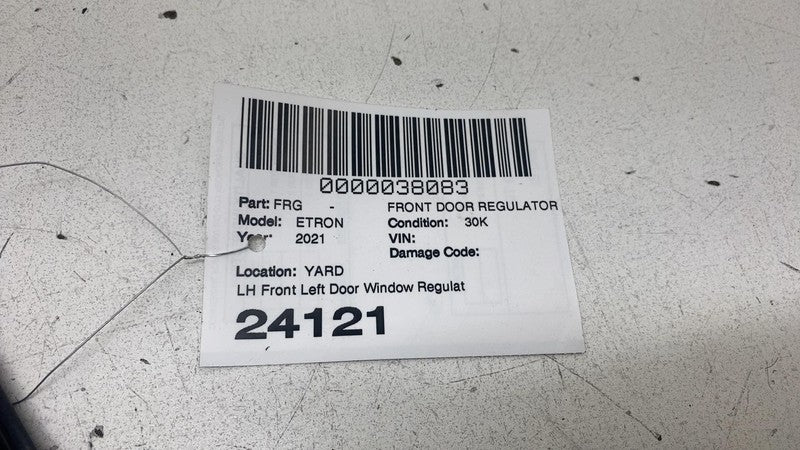 0000038083
Part: FRG - FRONT DOOR REGULATOR
Model: ETRON Condition: 30K
Year: 2021 VIN:
Damage Code:
Location: YARD
LH Front Left Door Window Regulat
24121